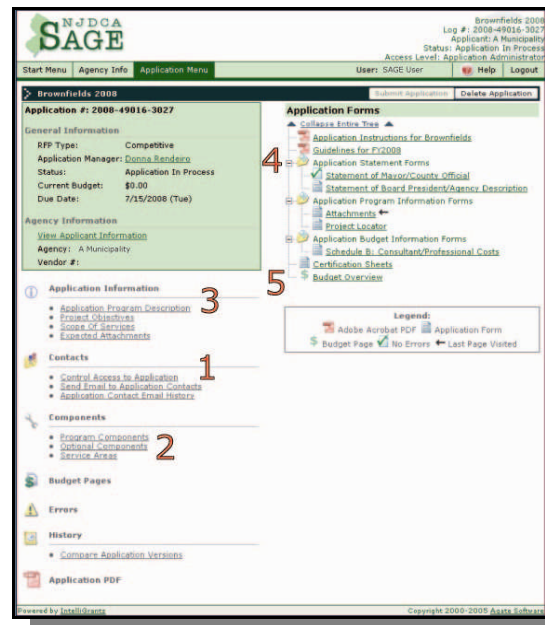 NJDCA
SAGE
Brownfields 2008
Log #: 2008-49016-3027
Applicant: A Municipality
Status: Application In Process
Access Level: Application Administrator
Start Menu Agency Info Application Menu User: SAGE User Help Logout
Brownfields 2008 Submit Application Delete Application
Application #: 2008-49016-3027
General Information
RFP Type: Competitive
Application Manager: Donna Rendeiro
Status: Application In Process
Current Budget: $0.00
Due Date: 7/15/2008 (Tue)
Agency Information
View Applicant Information
Agency: A Municipality
Vendor #:
Application Information
3
Application Program Description
Project Objectives
Scope Of Services
Expected Attachments
Contacts
1
Control Access to Application
Send Email to Application Contacts
Application Contact Email History
Components
2
Program Components
Optional Components
Service Areas
Budget Pages
Errors
History
Compare Application Versions
Application PDF
Application Forms
Collapse Entire Tree
Application Instructions for Brownfields
Guidelines for FY2008
4
Application Statement Forms
Statement of Mayor/County Official
Statement of Board President/Agency Description
Application Program Information Forms
Attachments
Project Locator
Application Budget Information Forms
Schedule B: Consultant/Professional Costs
Certification Sheets
5
$ Budget Overview
Legend:
Adobe Acrobat PDF Application Form
$ Budget Page No Errors Last Page Visited
Powered by IntelliGrants Copyright 2000-2005 Agate Software